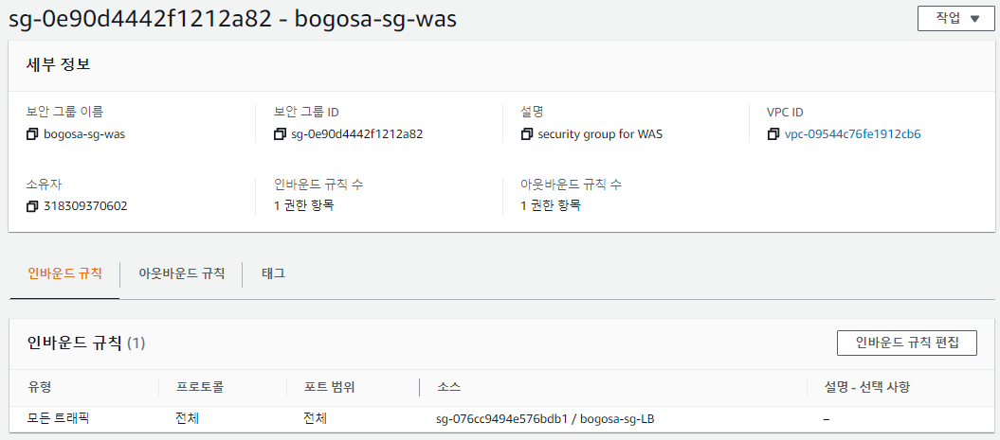 sg-0e90d4442f1212a82 - bogosa-sg-was
작업
세부 정보
보안 그룹 이름
보안 그룹 ID
설명
VPC ID
bogosa-sg-was
sg-0e90d4442f1212a82
security group for WAS
vpc-09544c76fe1912cb6
소유자
인바운드 규칙 수
아웃바운드 규칙 수
318309370602
1 권한 항목
1 권한 항목
인바운드 규칙
아웃바운드 규칙
태그
인바운드 규칙 (1)
인바운드 규칙 편집
유형
프로토콜
포트 범위
소스
설명 - 선택 사항
모든 트래픽
전체
전체
sg-076cc9494e576bdb1 / bogosa-sg-LB
–